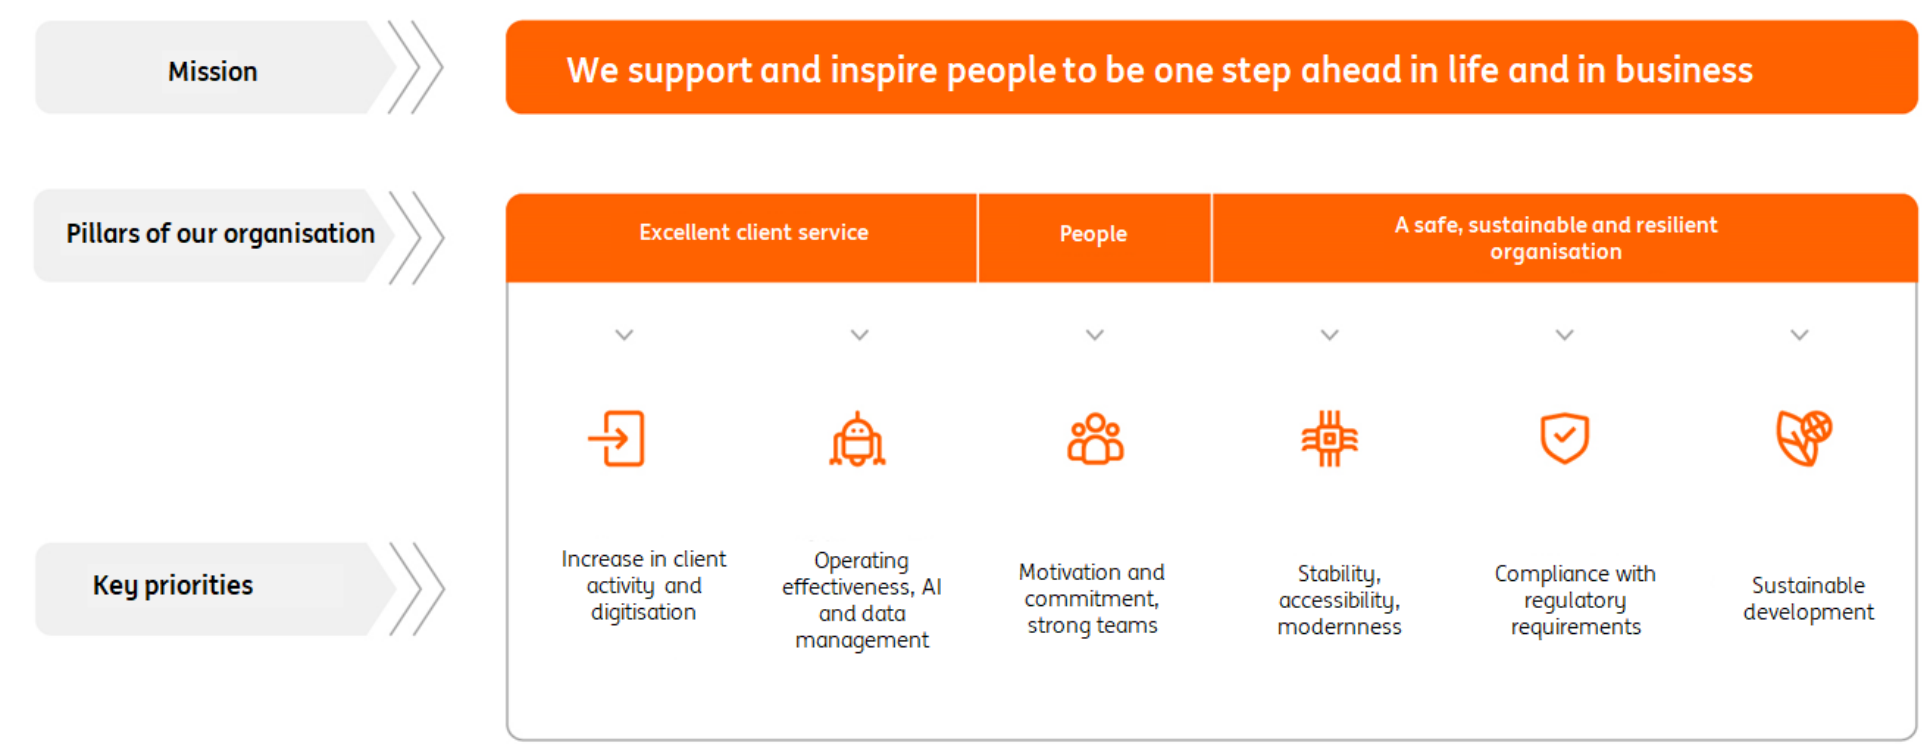 Mission
We support and inspire people to be one step ahead in life and in business
Pillars of our organisation
Excellent client service
People
A safe, sustainable and resilient
organisation
Key priorities
Increase in client
activity and
digitisation
Operating
effectiveness, AI
and data
management
Motivation and
commitment,
strong teams
Stability,
accessibility,
modernness
Compliance with
regulatory
requirements
Sustainable
development